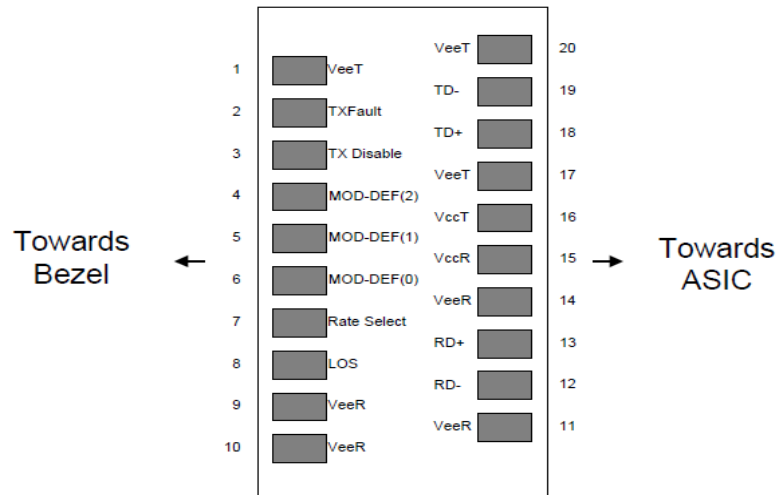 VeeT 20
1 VeeT
TD- 19
2 TXFault
TD+ 18
3 TX Disable
VeeT 17
4 MOD-DEF(2)
VccT 16
5 MOD-DEF(1)
Towards
Bezel
VccR 15
Towards
ASIC
6 MOD-DEF(0)
VeeR 14
7 Rate Select
RD+ 13
8 LOS
RD- 12
9 VeeR
VeeR 11
10 VeeR